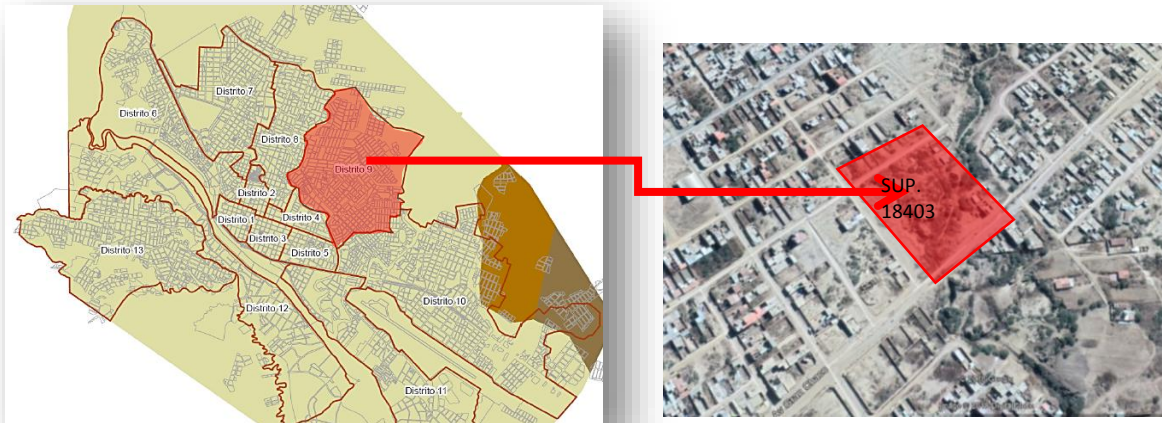 Distrito 7
Distrito 6
Distrito 8
Distrito 9
Distrito 2
Distrito 1
Distrito 4
Distrito 3
Distrito 5
Distrito 13
Distrito 10
Distrito 12
Distrito 11
SUP.
18403